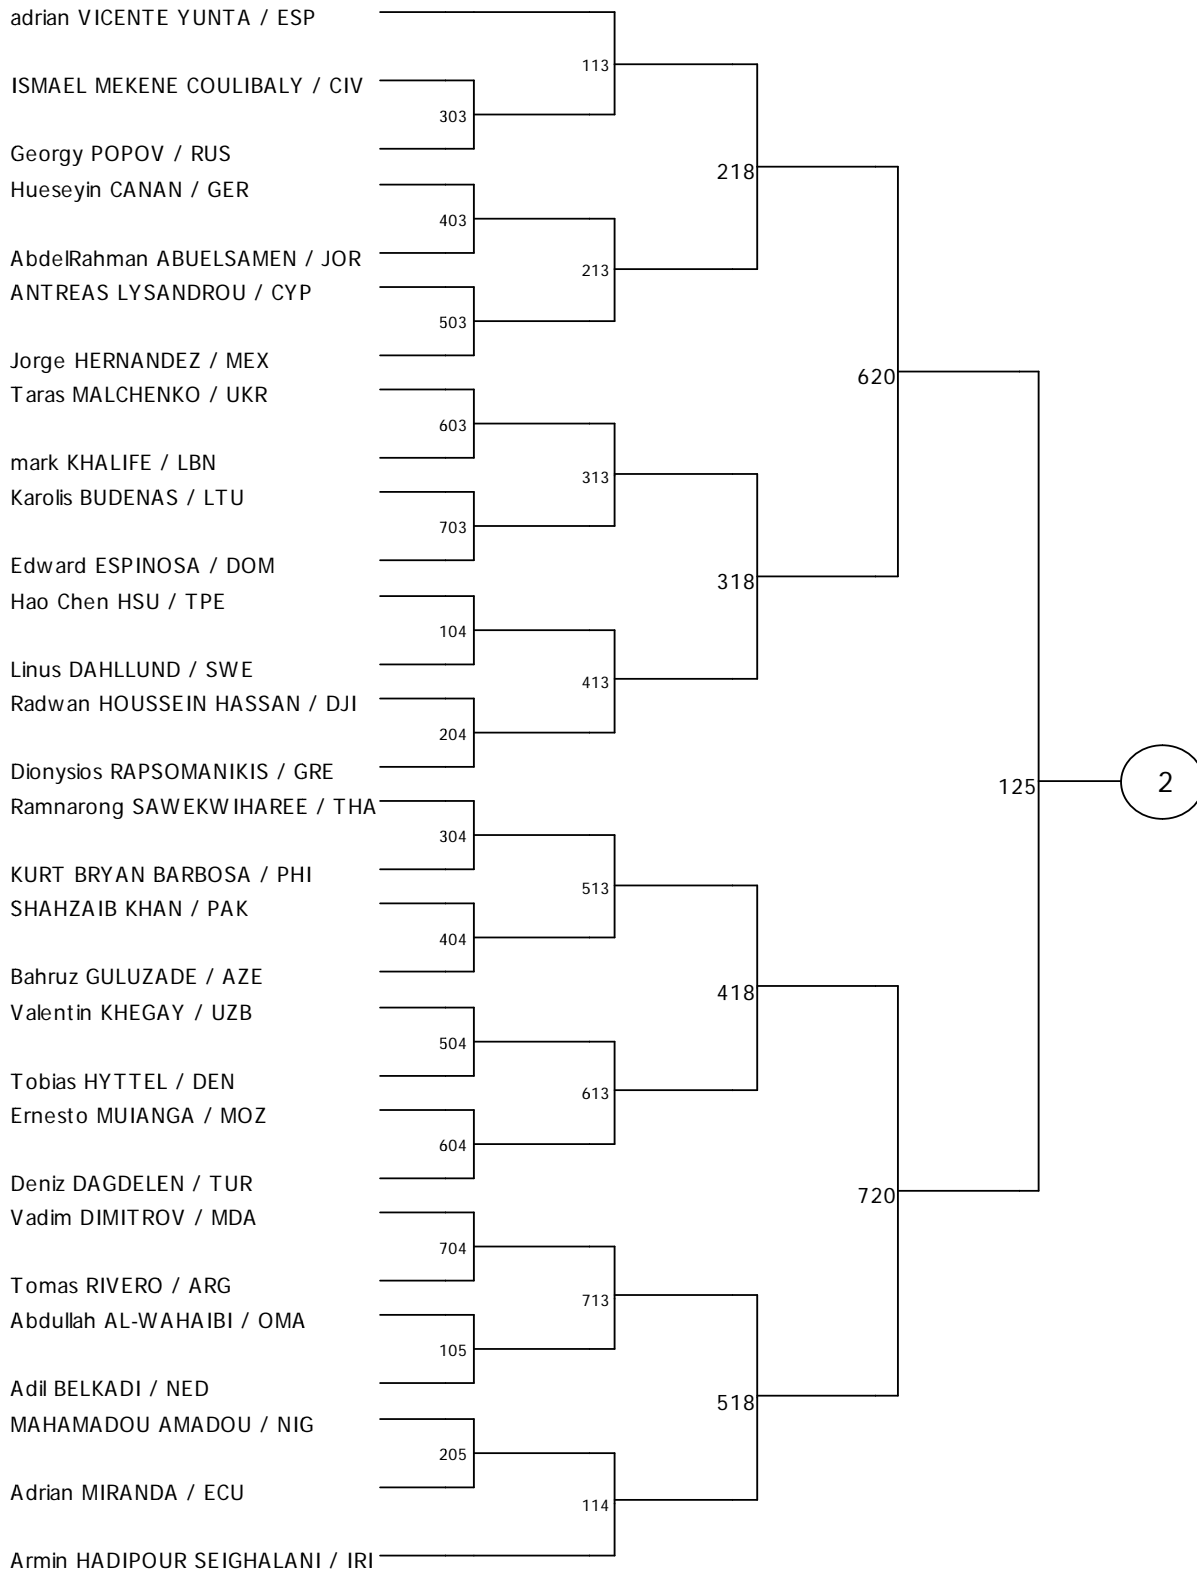 adrian VICENTE YUNTA / ESP
113
ISMAEL MEKENE COULIBALY / CIV
303
Georgy POPOV / RUS
218
Hueseyin CANAN / GER
403
AbdelRahman ABUELSAMEN / JOR
213
ANTREAS LYSANDROU / CYP
503
Jorge HERNANDEZ / MEX
620
Taras MALCHENKO / UKR
603
mark KHALIFE / LBN
313
Karolis BUDENAS / LTU
703
Edward ESPINOSA / DOM
318
Hao Chen HSU / TPE
104
Linus DAHLLUND / SWE
413
Radwan HOUSSEIN HASSAN / DJI
204
Dionysios RAPSOMANIKIS / GRE
125
2
Ramnarong SAWEKWIHAREE / THA
304
KURT BRYAN BARBOSA / PHI
513
SHAHZAIB KHAN / PAK
404
Bahruz GULUZADE / AZE
418
Valentin KHEGAY / UZB
504
Tobias HYTTEL / DEN
613
Ernesto MUIANGA / MOZ
604
Deniz DAGDELEN / TUR
720
Vadim DIMITROV / MDA
704
Tomas RIVERO / ARG
713
Abdullah AL-WAHAIBI / OMA
105
Adil BELKADI / NED
518
MAHAMADOU AMADOU / NIG
205
Adrian MIRANDA / ECU
114
Armin HADIPOUR SEIGHALANI / IRI